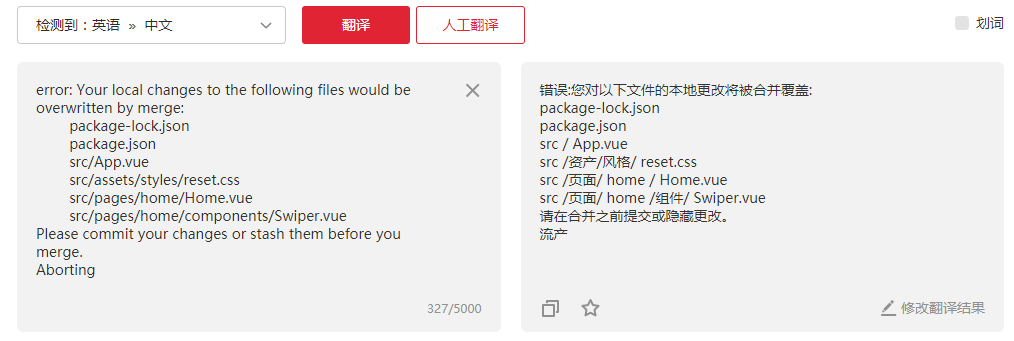 检测到：英语 » 中文
翻译
人工翻译
划词
error: Your local changes to the following files would be
overwritten by merge:
package-lock.json
package.json
src/App.vue
src/assets/styles/reset.css
src/pages/home/Home.vue
src/pages/home/components/Swiper.vue
Please commit your changes or stash them before you
merge.
Aborting
327/5000
错误:您对以下文件的本地更改将被合并覆盖:
package-lock.json
package.json
src / App.vue
src /资产/风格/ reset.css
src /页面/ home / Home.vue
src /页面/ home /组件/ Swiper.vue
请在合并之前提交或隐藏更改。
流产
修改翻译结果